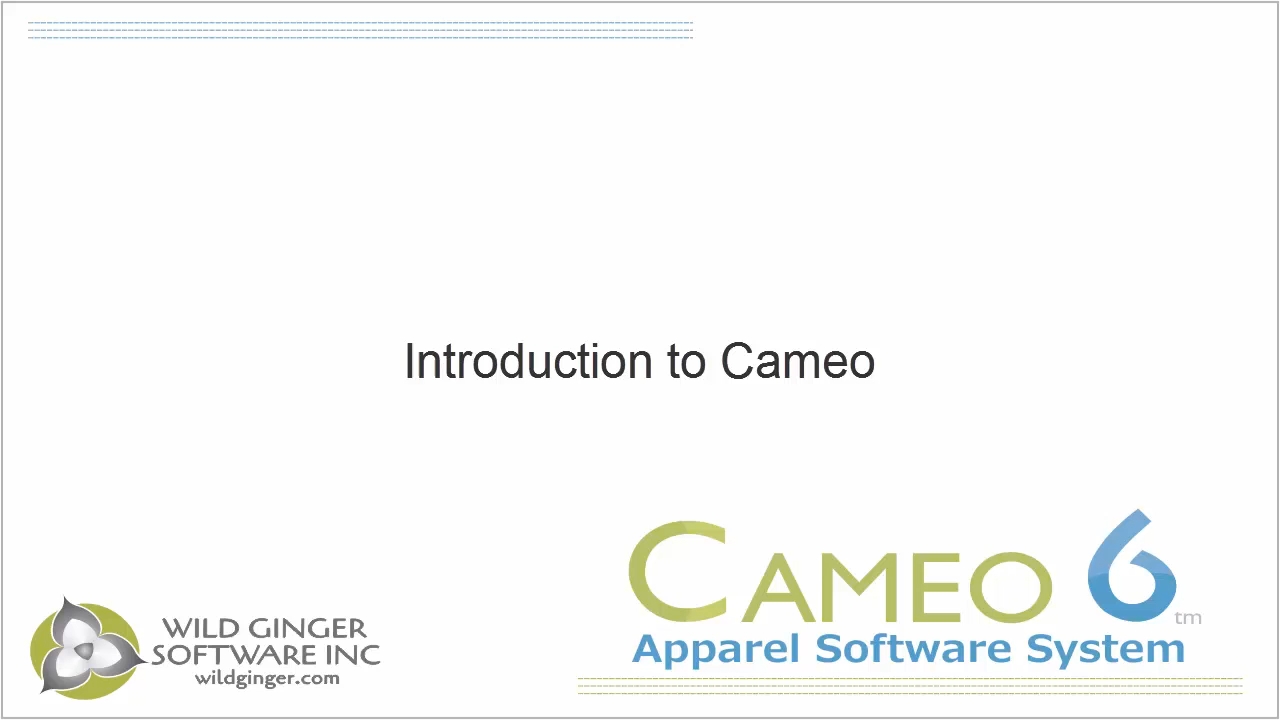 Introduction to Cameo
CAMEO 6
tm
Apparel Software System
WILD GINGER
SOFTWARE INC
wildginger.com